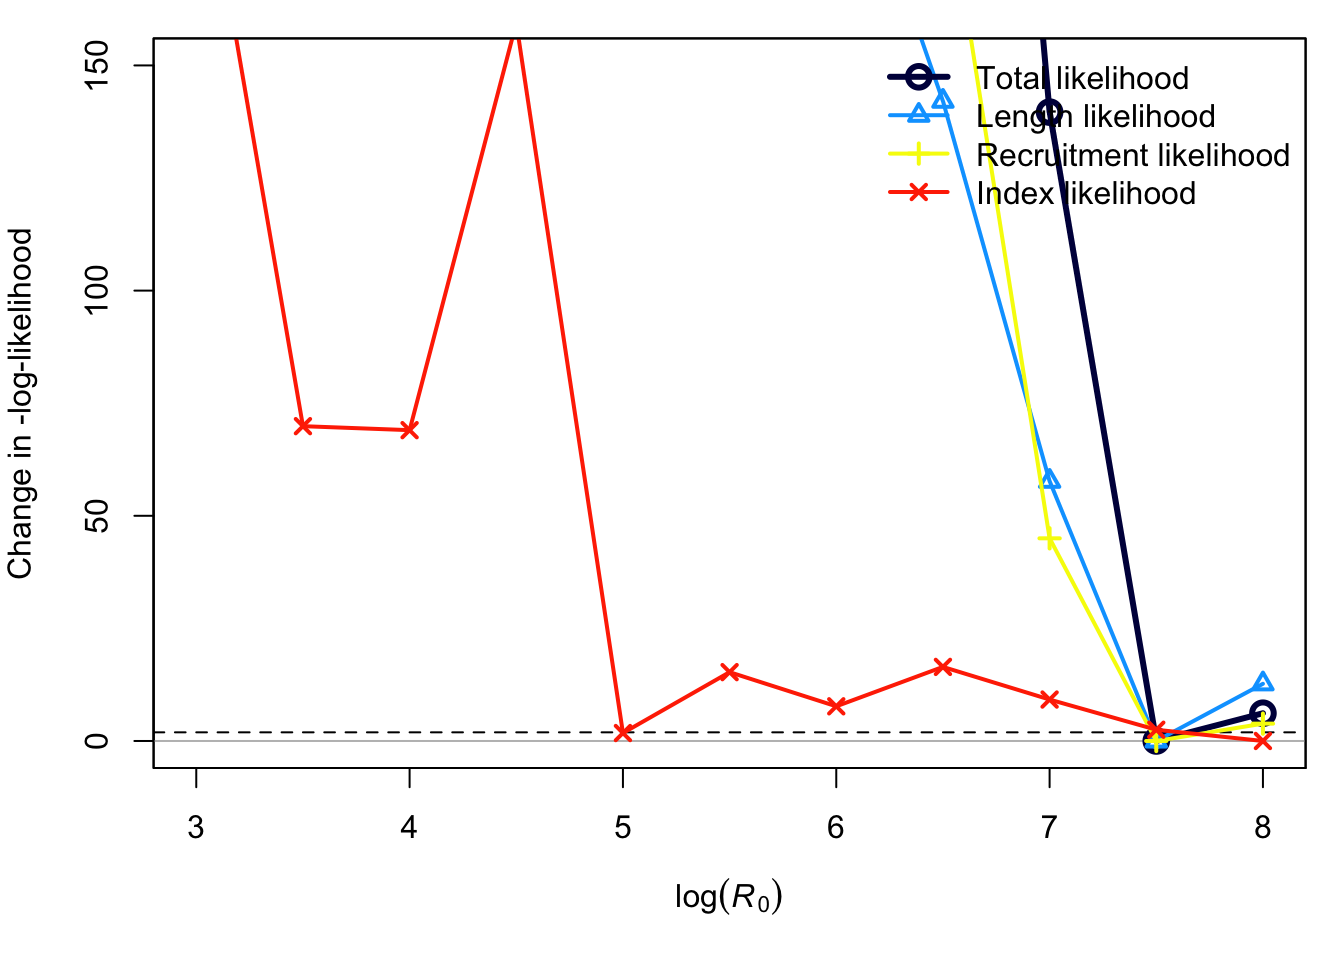 Total likelihood
Length likelihood
Recruitment likelihood
Index likelihood
Change in -log-likelihood
150
100
50
0
3 4 5 6 7 8
log(R₀)